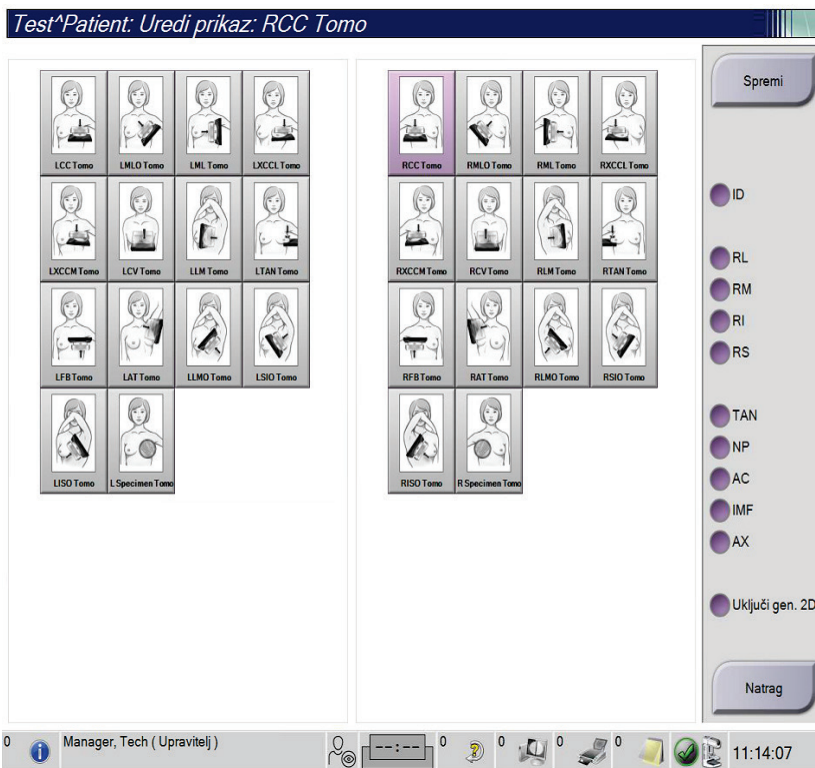 Test^Patient: Uredi prikaz: RCC Tomo
LCC Tomo LMLO Tomo LML Tomo LXCCL Tomo
LXCCM Tomo LCV Tomo LLM Tomo LTAN Tomo
LFB Tomo LAT Tomo LLMO Tomo LSIO Tomo
LISO Tomo L Specimen Tomo
RCC Tomo RMLO Tomo RML Tomo RXCCL Tomo
RXCCM Tomo RCV Tomo RLM Tomo RTAN Tomo
RFB Tomo RAT Tomo RLMO Tomo RSIO Tomo
RISO Tomo R Specimen Tomo
Spremi
ID
RL
RM
RI
RS
TAN
NP
AC
IMF
AX
Uključi gen. 2D
Natrag
0 Manager, Tech ( Upravitelj ) --:-- 0 0 0 0 11:14:07